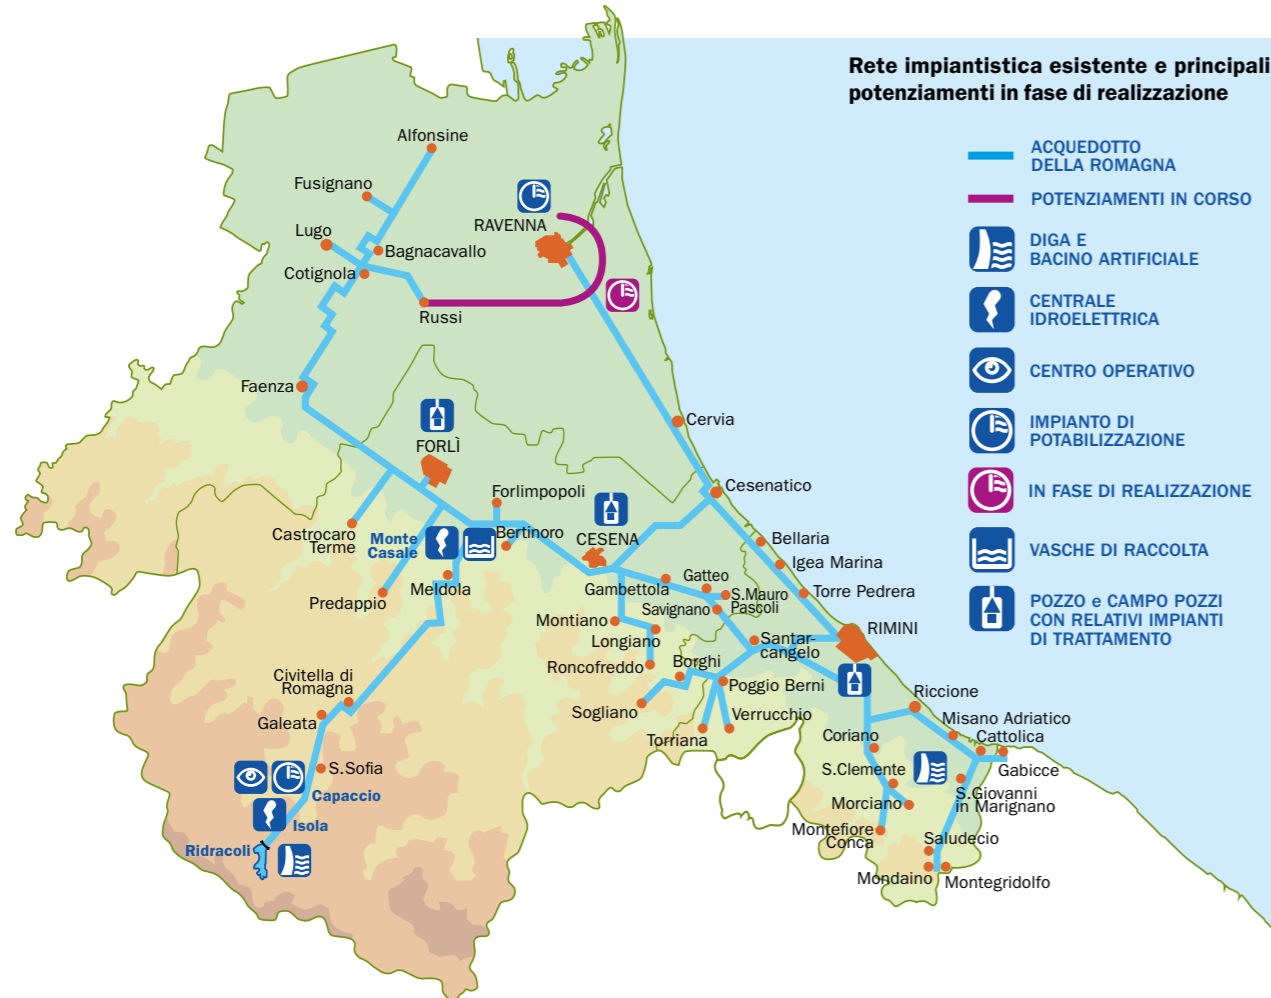 Rete impiantistica esistente e principali
potenziamenti in fase di realizzazione
ACQUEDOTTO
DELLA ROMAGNA
POTENZIAMENTI IN CORSO
DIGA E
BACINO ARTIFICIALE
CENTRALE
IDROELETTRICA
CENTRO OPERATIVO
IMPIANTO DI
POTABILIZZAZIONE
IN FASE DI REALIZZAZIONE
VASCHE DI RACCOLTA
POZZO e CAMPO POZZI
CON RELATIVI IMPIANTI
DI TRATTAMENTO
Alfonsine
Fusignano
RAVENNA
Lugo
Bagnacavallo
Cotignola
Russi
Faenza
Cervia
FORLÌ
Cesenatico
Forlimpopoli
Castrocaro
Terme
Monte
Casale
Bertinoro
CESENA
Bellaria
Igea Marina
Predappio
Meldola
Gambettola
Gatteo
S.Mauro
Pascoli
Torre Pedrera
Savignano
Montiano
Longiano
RIMINI
Santar-
cangelo
Roncofreddo
Borghi
Civitella di
Romagna
Poggio Berni
Galeata
Sogliano
Verrucchio
Torriana
Riccione
Misano Adriatico
Coriano
Cattolica
Gabicce
S.Sofia
S.Clemente
Capaccio
S.Giovanni
in Marignano
Morciano
Isola
Montefiore
Conca
Ridracoli
Saludecio
Mondaino
Montegridolfo